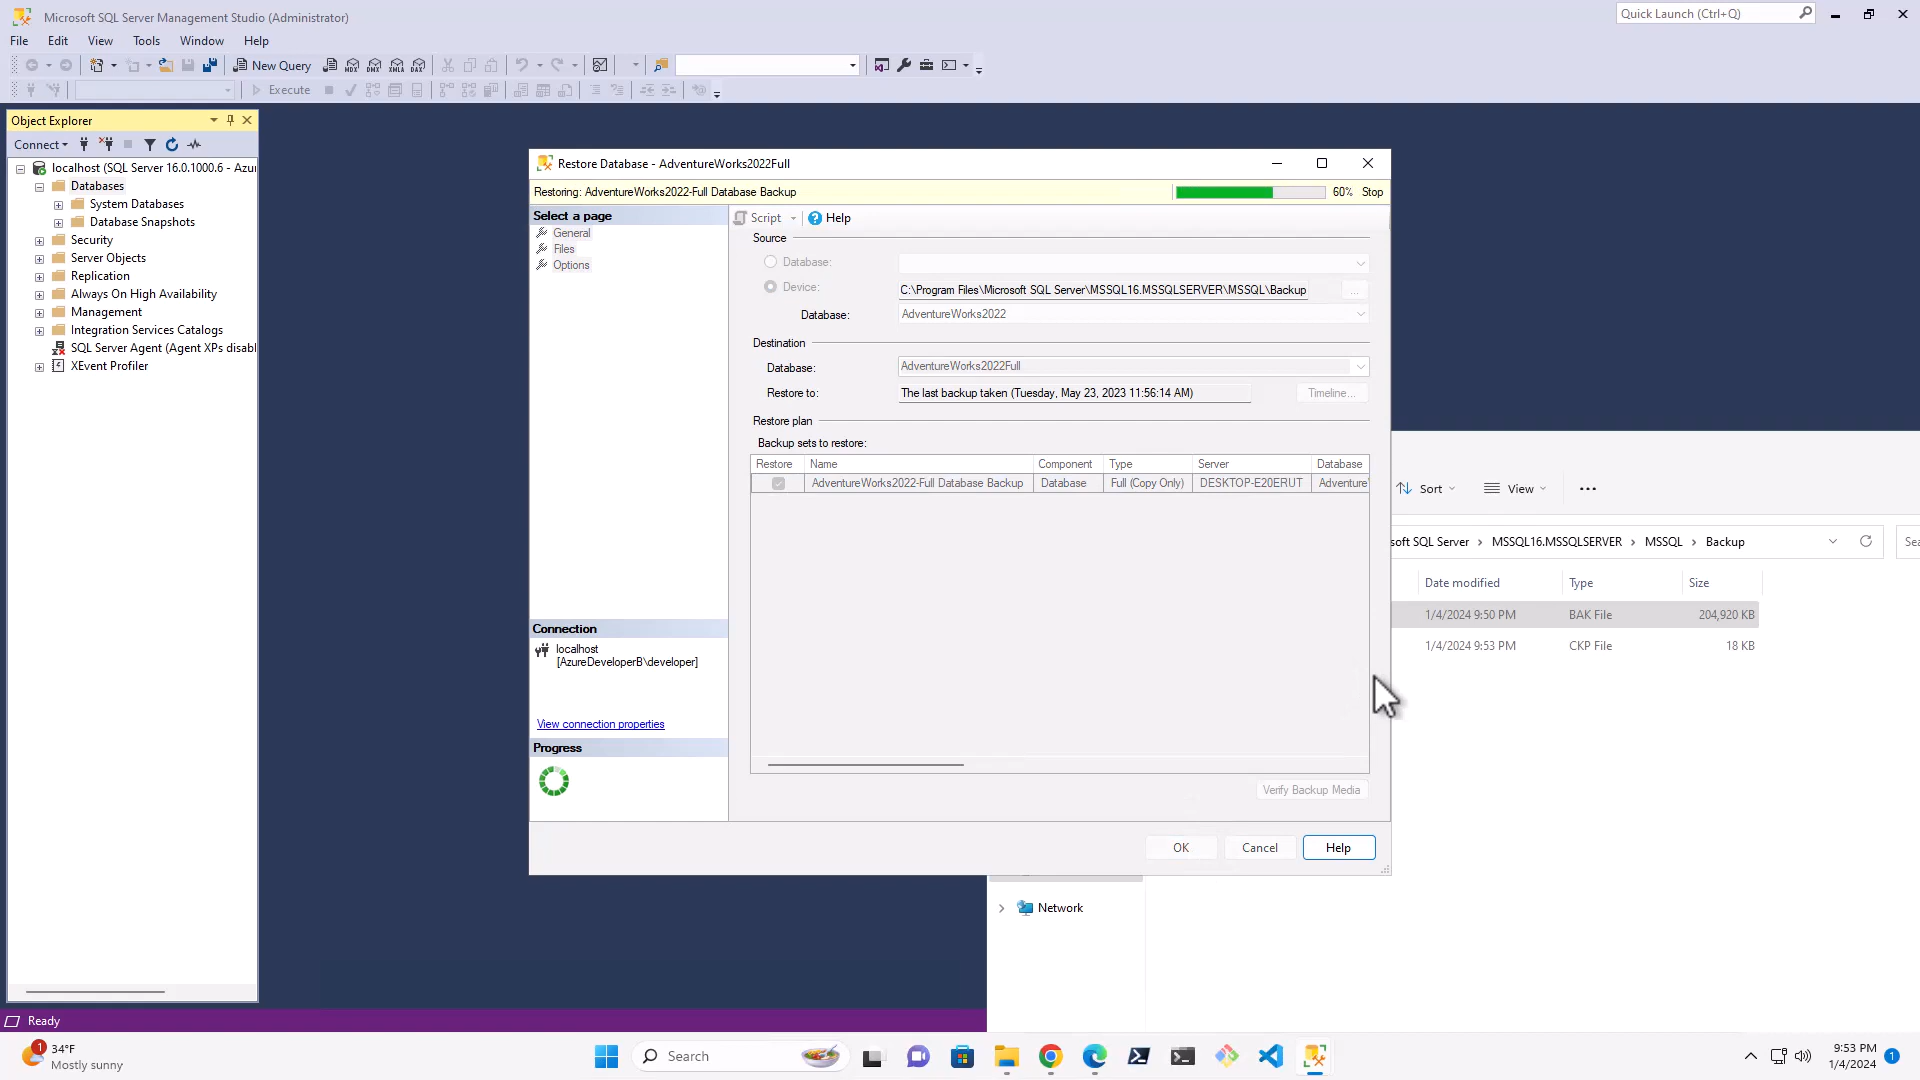 Microsoft SQL Server Management Studio (Administrator)
Quick Launch (Ctrl+Q)
File Edit View Tools Window Help
New Query
MDX DMX XMLA DAX
Execute
Object Explorer
Connect
localhost (SQL Server 16.0.1000.6 - Azur
Databases
System Databases
Database Snapshots
Security
Server Objects
Replication
Always On High Availability
Management
Integration Services Catalogs
SQL Server Agent (Agent XPs disabl
XEvent Profiler
Restore Database - AdventureWorks2022Full
Restoring: AdventureWorks2022-Full Database Backup
60% Stop
Select a page
General
Files
Options
Script Help
Source
Database:
Device: C:\Program Files\Microsoft SQL Server\MSSQL16.MSSQLSERVER\MSSQL\Backup
...
Database: AdventureWorks2022
Destination
Database: AdventureWorks2022Full
Restore to: The last backup taken (Tuesday, May 23, 2023 11:56:14 AM) Timeline...
Restore plan
Backup sets to restore:
Restore Name Component Type Server Database
AdventureWorks2022-Full Database Backup Database Full (Copy Only) DESKTOP-E20ERUT Adventure
Connection
localhost
[AzureDeveloperB\developer]
View connection properties
Progress
Verify Backup Media
OK Cancel Help
Sort View ...
soft SQL Server > MSSQL16.MSSQLSERVER > MSSQL > Backup
Sea
Date modified Type Size
1/4/2024 9:50 PM BAK File 204,920 KB
1/4/2024 9:53 PM CKP File 18 KB
Network
Ready
1
34°F
Mostly sunny
Search
9:53 PM
1/4/2024
1